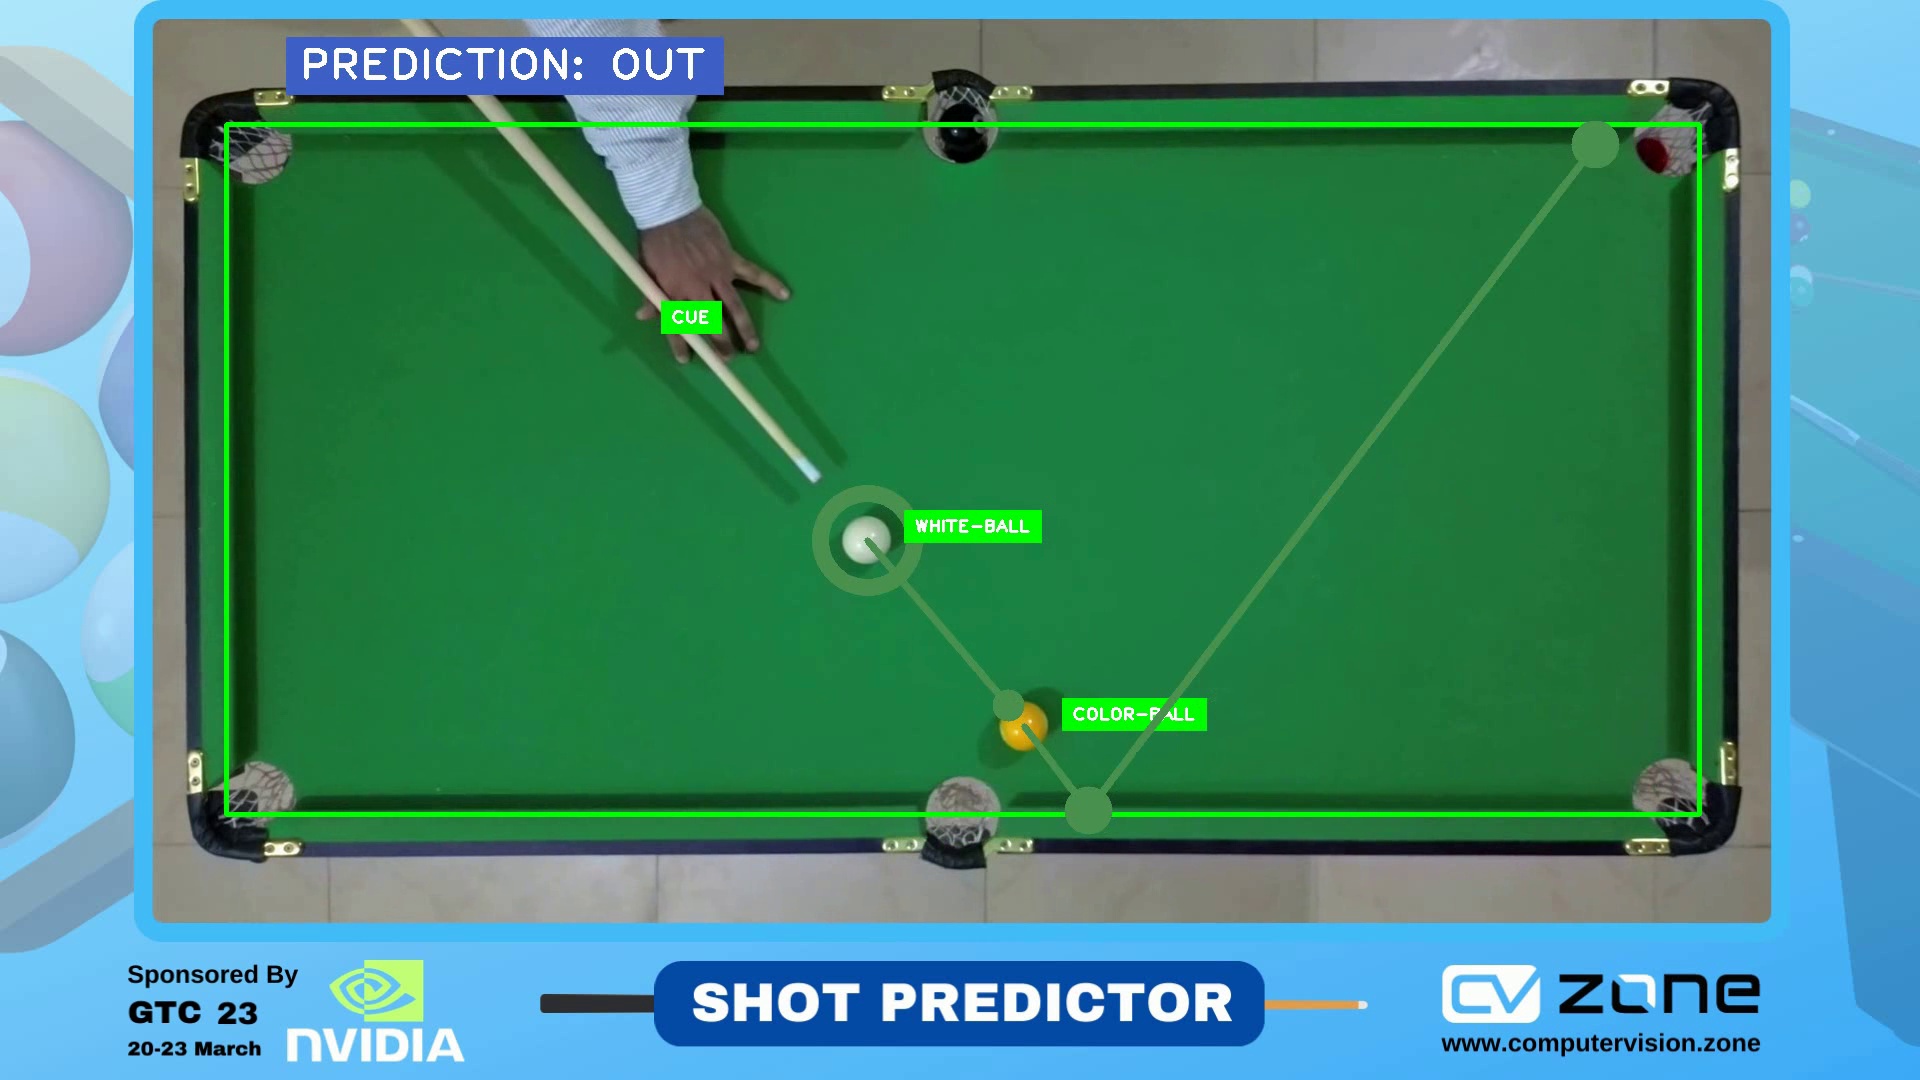 PREDICTION: OUT
CUE
WHITE-BALL
COLOR-BALL
Sponsored By
GTC 23
20-23 March
NVIDIA
SHOT PREDICTOR
CV ZONE
www.computervision.zone